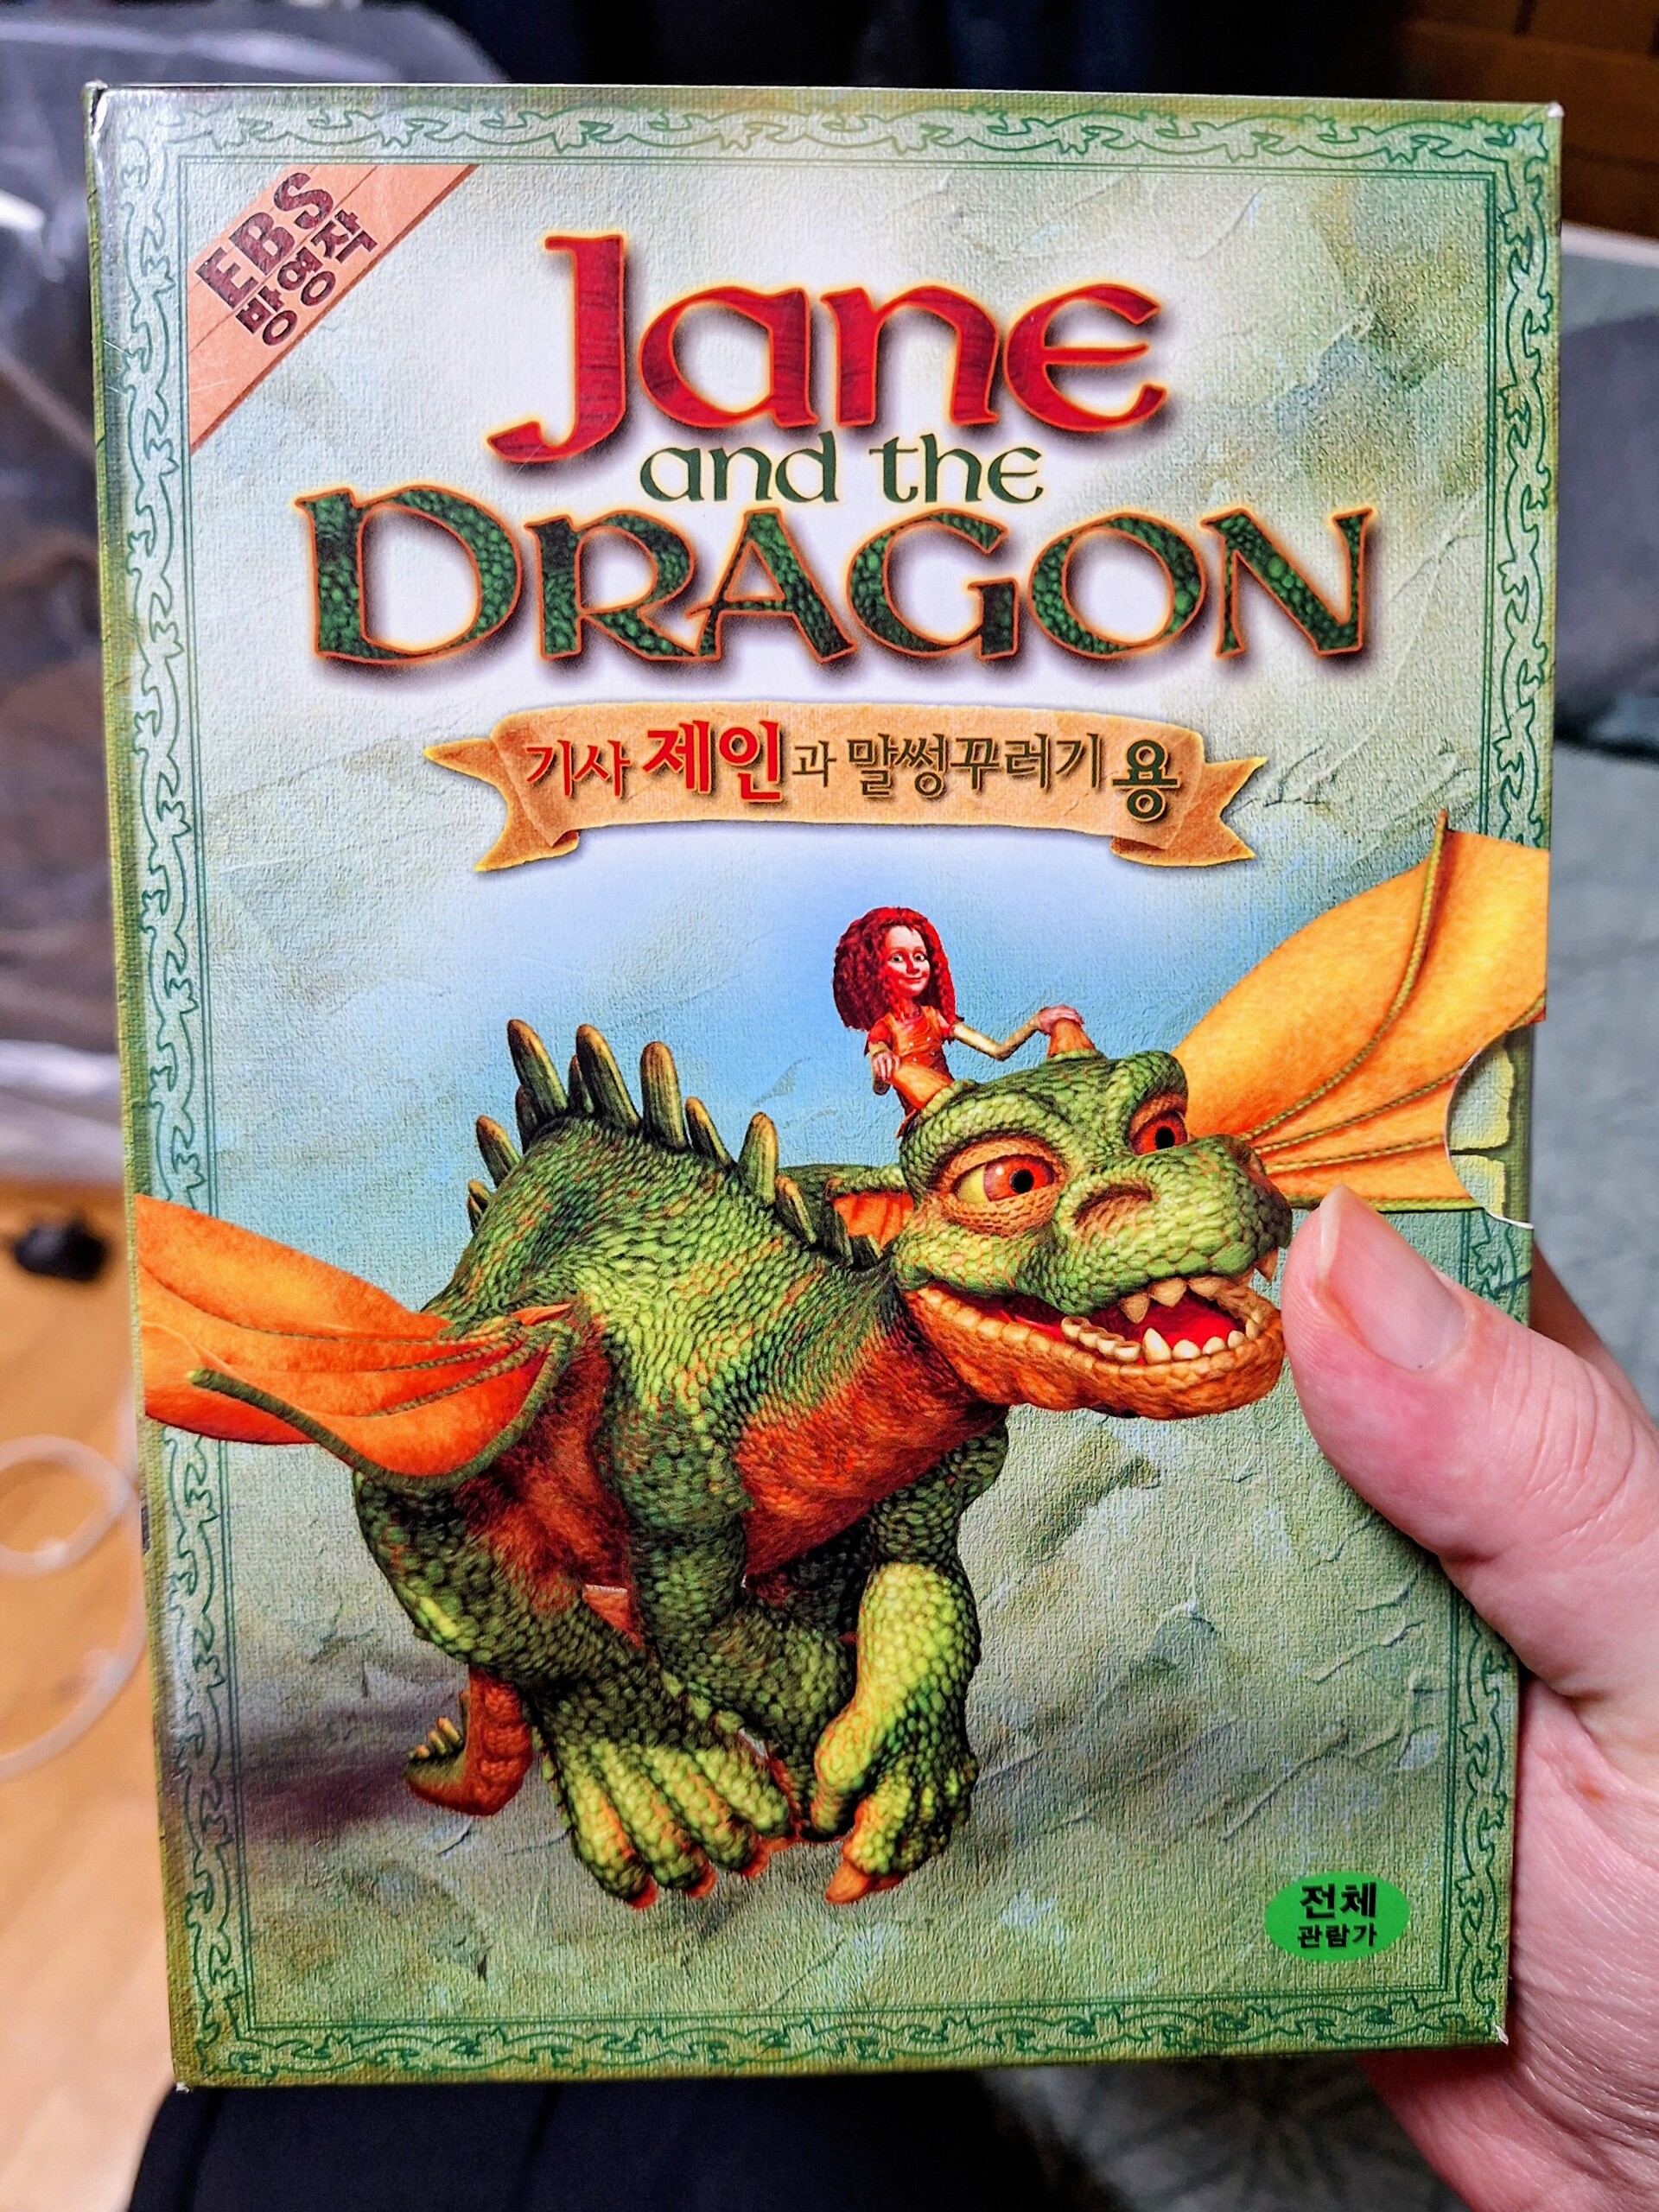 EBS
방영작
Jane
and the
DRAGON
기사 제인과 말썽꾸러기 용
전체
관람가